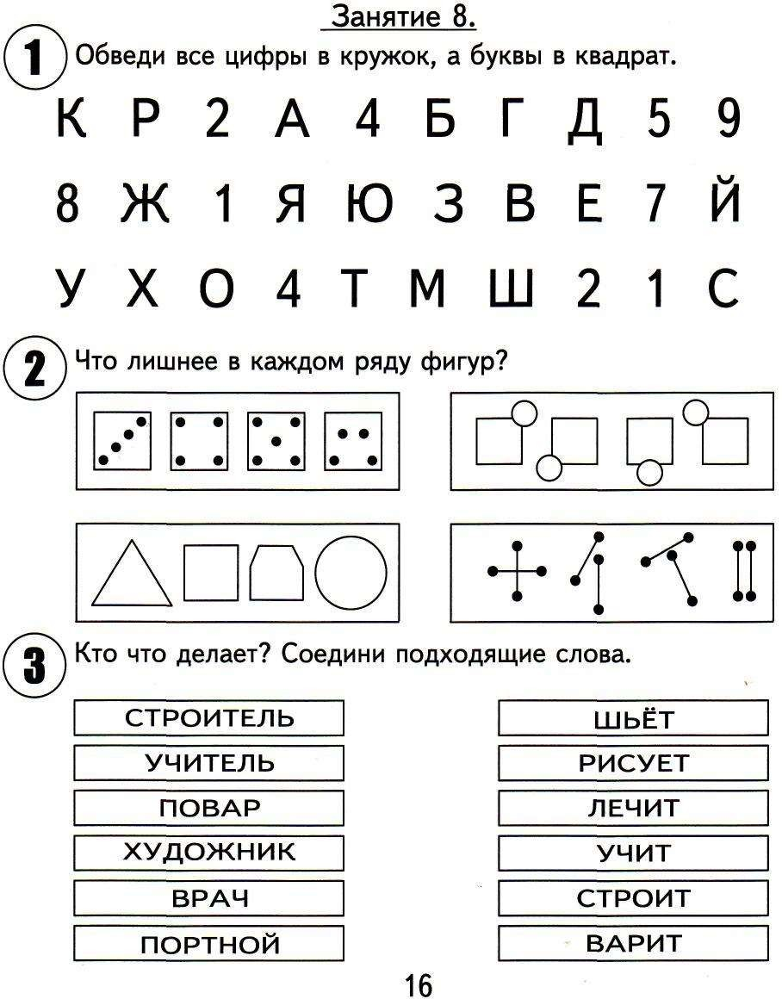 Занятие 8.
1 Обведи все цифры в кружок, а буквы в квадрат.
К Р 2 А 4 Б Г Д 5 9
8 Ж 1 Я Ю З В Е 7 Й
У Х О 4 Т М Ш 2 1 С
2 Что лишнее в каждом ряду фигур?
3 Кто что делает? Соедини подходящие слова.
СТРОИТЕЛЬ ШЬЁТ
УЧИТЕЛЬ РИСУЕТ
ПОВАР ЛЕЧИТ
ХУДОЖНИК УЧИТ
ВРАЧ СТРОИТ
ПОРТНОЙ ВАРИТ
16